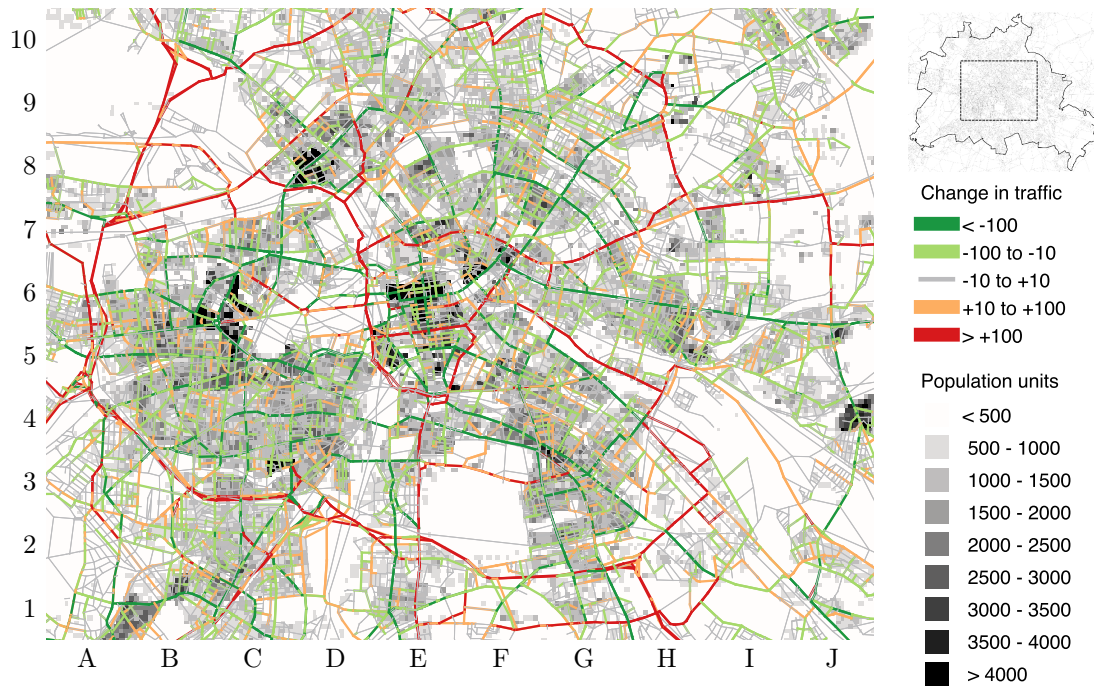 10
9
8
7
6
5
4
3
2
1
A B C D E F G H I J
Change in traffic
< -100
-100 to -10
-10 to +10
+10 to +100
> +100
Population units
< 500
500 - 1000
1000 - 1500
1500 - 2000
2000 - 2500
2500 - 3000
3000 - 3500
3500 - 4000
> 4000